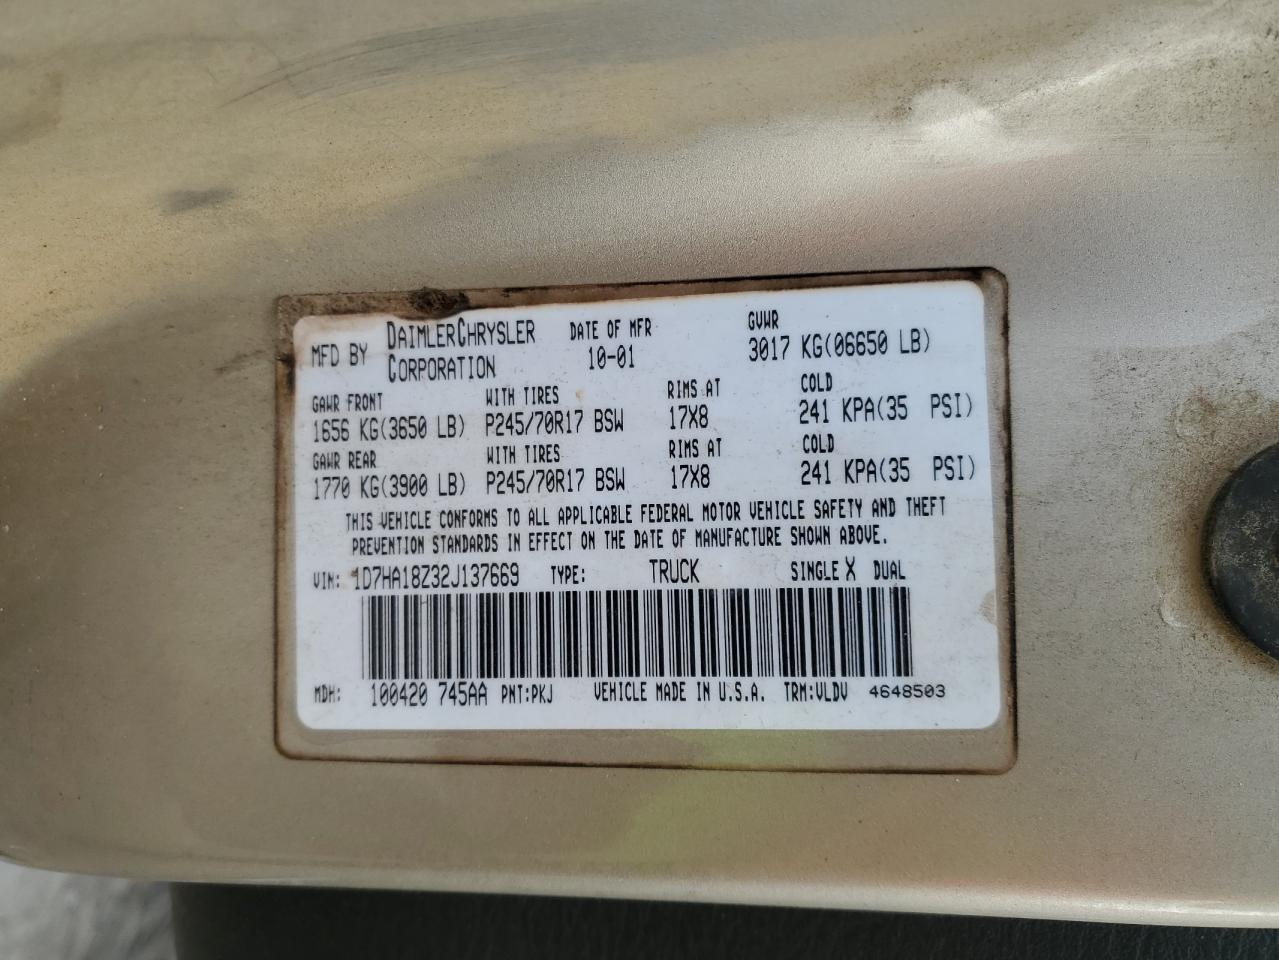 MFD BY DAIMLERCHRYSLER CORPORATION DATE OF MFR 10-01 GVWR 3017 KG(06650 LB)
GAWR FRONT WITH TIRES RIMS AT COLD
1656 KG(3650 LB) P245/70R17 BSW 17X8 241 KPA(35 PSI)
GAWR REAR WITH TIRES RIMS AT COLD
1770 KG(3900 LB) P245/70R17 BSW 17X8 241 KPA(35 PSI)
THIS VEHICLE CONFORMS TO ALL APPLICABLE FEDERAL MOTOR VEHICLE SAFETY AND THEFT
PREVENTION STANDARDS IN EFFECT ON THE DATE OF MANUFACTURE SHOWN ABOVE.
VIN: 1D7HA18Z32J137669 TYPE: TRUCK SINGLE X DUAL
MDH: 100420 745AA PNT:PKJ VEHICLE MADE IN U.S.A. TRM:VLDV 4648503